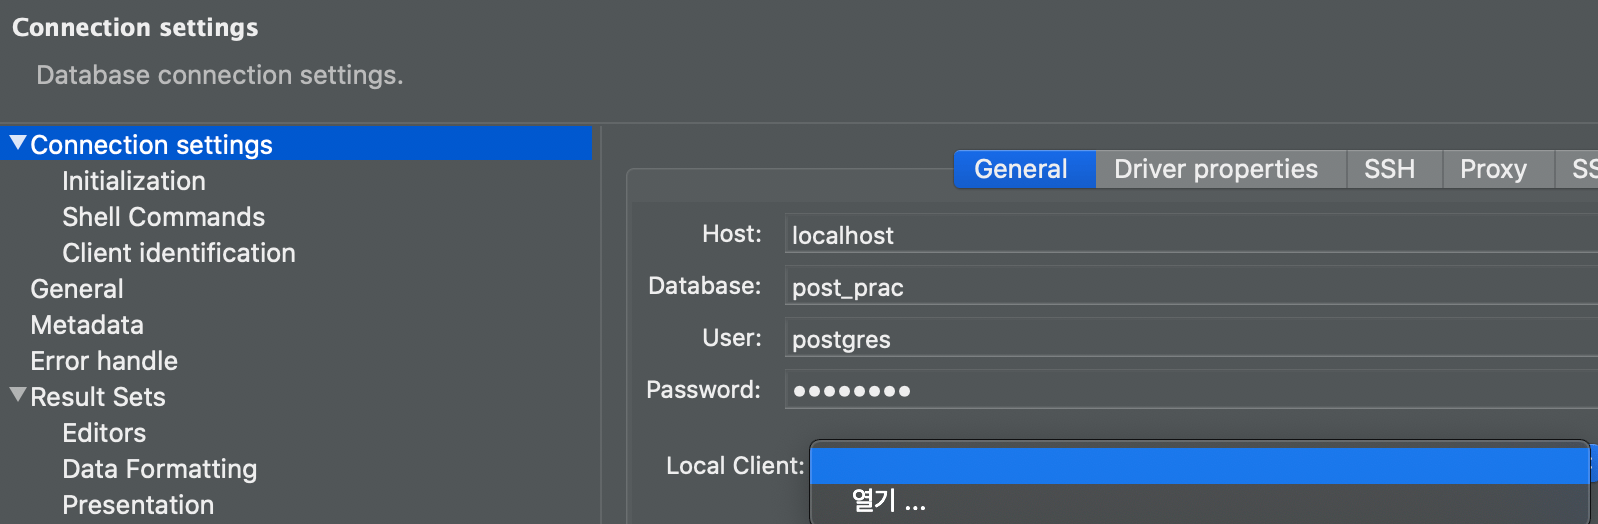 Connection settings
Database connection settings.
Connection settings
Initialization
Shell Commands
Client identification
General
Metadata
Error handle
Result Sets
Editors
Data Formatting
Presentation
General Driver properties SSH Proxy
Host: localhost
Database: post_prac
User: postgres
Password: ●●●●●●●●
Local Client:
열기 ...